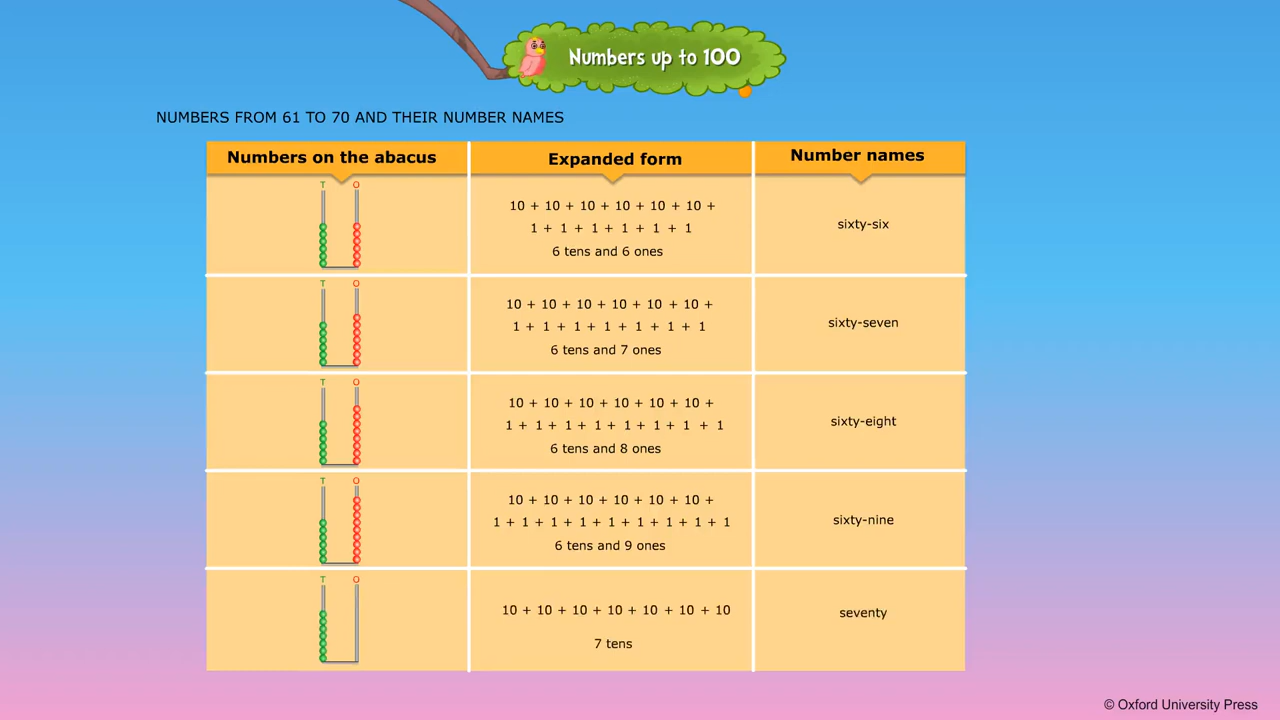 Numbers up to 100
NUMBERS FROM 61 TO 70 AND THEIR NUMBER NAMES
Numbers on the abacus
Expanded form
Number names
T O
10 + 10 + 10 + 10 + 10 + 10 +
1 + 1 + 1 + 1 + 1 + 1
6 tens and 6 ones
sixty-six
T O
10 + 10 + 10 + 10 + 10 + 10 +
1 + 1 + 1 + 1 + 1 + 1 + 1
6 tens and 7 ones
sixty-seven
T O
10 + 10 + 10 + 10 + 10 + 10 +
1 + 1 + 1 + 1 + 1 + 1 + 1 + 1
6 tens and 8 ones
sixty-eight
T O
10 + 10 + 10 + 10 + 10 + 10 +
1 + 1 + 1 + 1 + 1 + 1 + 1 + 1 + 1
6 tens and 9 ones
sixty-nine
T O
10 + 10 + 10 + 10 + 10 + 10 + 10
7 tens
seventy
© Oxford University Press